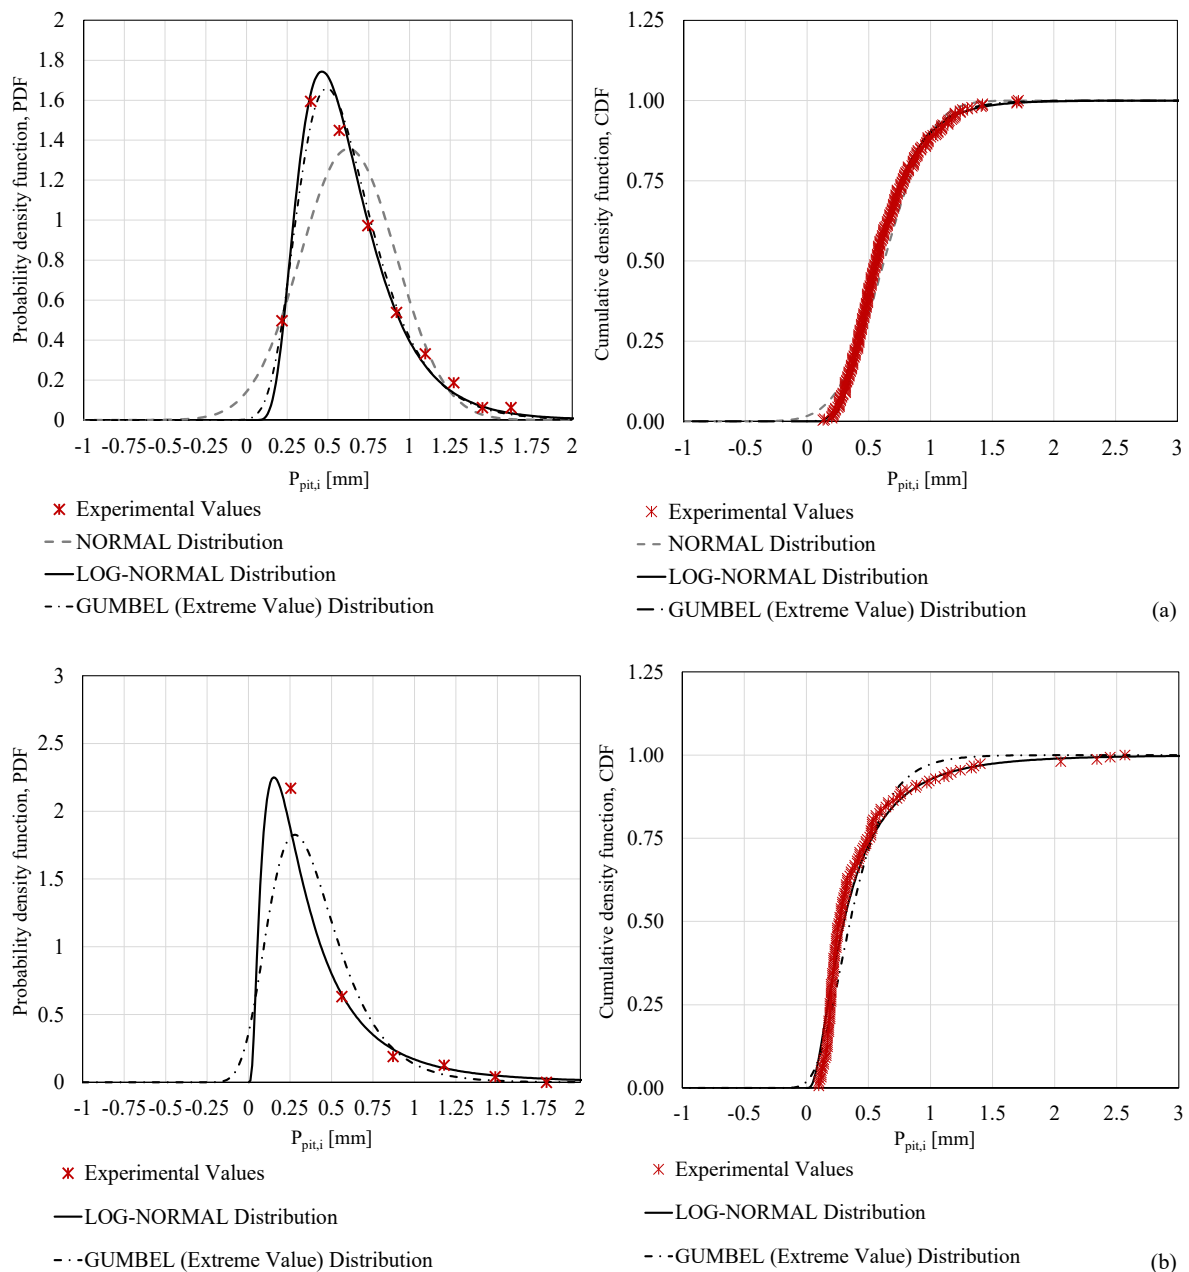 Probability density function, PDF
2
1.8
1.6
1.4
1.2
1
0.8
0.6
0.4
0.2
0
-1 -0.75 -0.5 -0.25 0 0.25 0.5 0.75 1 1.25 1.5 1.75 2
Ppit,i [mm]
Experimental Values
NORMAL Distribution
LOG-NORMAL Distribution
GUMBEL (Extreme Value) Distribution
Cumulative density function, CDF
1.25
1.00
0.75
0.50
0.25
0.00
-1 -0.5 0 0.5 1 1.5 2 2.5 3
Ppit,i [mm]
Experimental Values
NORMAL Distribution
LOG-NORMAL Distribution
GUMBEL (Extreme Value) Distribution
(a)
Probability density function, PDF
3
2.5
2
1.5
1
0.5
0
-1 -0.75 -0.5 -0.25 0 0.25 0.5 0.75 1 1.25 1.5 1.75 2
Ppit,i [mm]
Experimental Values
LOG-NORMAL Distribution
GUMBEL (Extreme Value) Distribution
Cumulative density function, CDF
1.25
1.00
0.75
0.50
0.25
0.00
-1 -0.5 0 0.5 1 1.5 2 2.5 3
Ppit,i [mm]
Experimental Values
LOG-NORMAL Distribution
GUMBEL (Extreme Value) Distribution
(b)